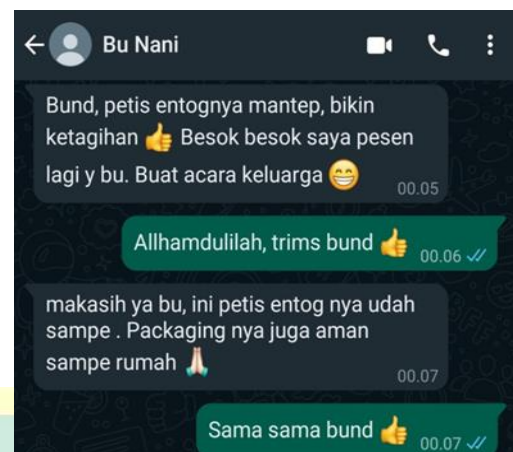 Bu Nani
Bund, petis entognya mantep, bikin
ketagihan 👍 Besok besok saya pesen
lagi y bu. Buat acara keluarga 😁
00.05
Allhamdulilah, trims bund 👍 00.06
makasih ya bu, ini petis entog nya udah
sampe . Packaging nya juga aman
sampe rumah 🙏🏻
00.07
Sama sama bund 👍 00.07